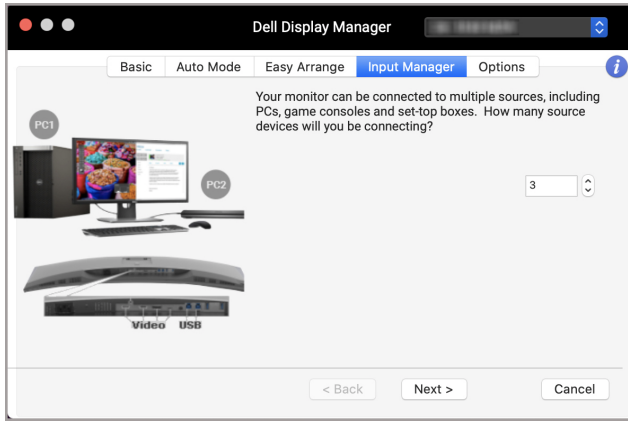 Dell Display Manager
Basic
Auto Mode
Easy Arrange
Input Manager
Options
i
Your monitor can be connected to multiple sources, including
PCs, game consoles and set-top boxes.  How many source
devices will you be connecting?
PC1
PC2
3
Video
USB
< Back
Next >
Cancel